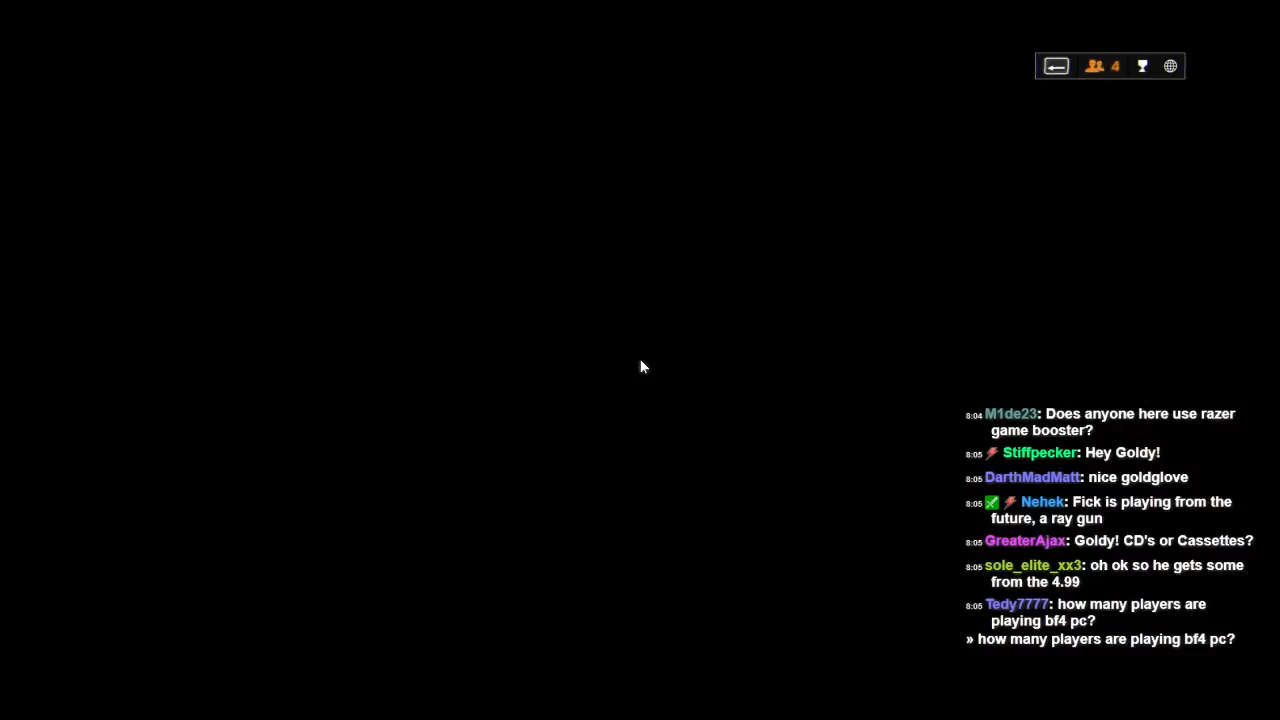 4
8:04 M1de23: Does anyone here use razer
game booster?
8:05 Stiffpecker: Hey Goldy!
8:05 DarthMadMatt: nice goldglove
8:05 Nehek: Fick is playing from the
future, a ray gun
8:05 GreaterAjax: Goldy! CD's or Cassettes?
8:05 sole_elite_xx3: oh ok so he gets some
from the 4.99
8:05 Tedy7777: how many players are
playing bf4 pc?
» how many players are playing bf4 pc?